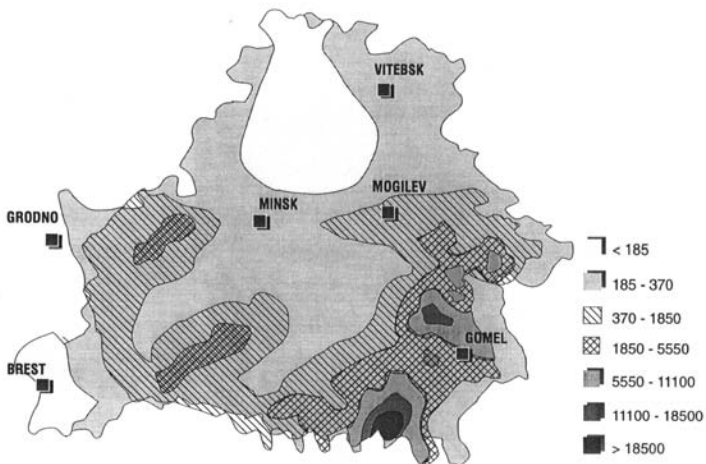 VITEBSK
MOGILEV
MINSK
GRODNO
BREST
GOMEL
< 185
185 - 370
370 - 1850
1850 - 5550
5550 - 11100
11100 - 18500
> 18500